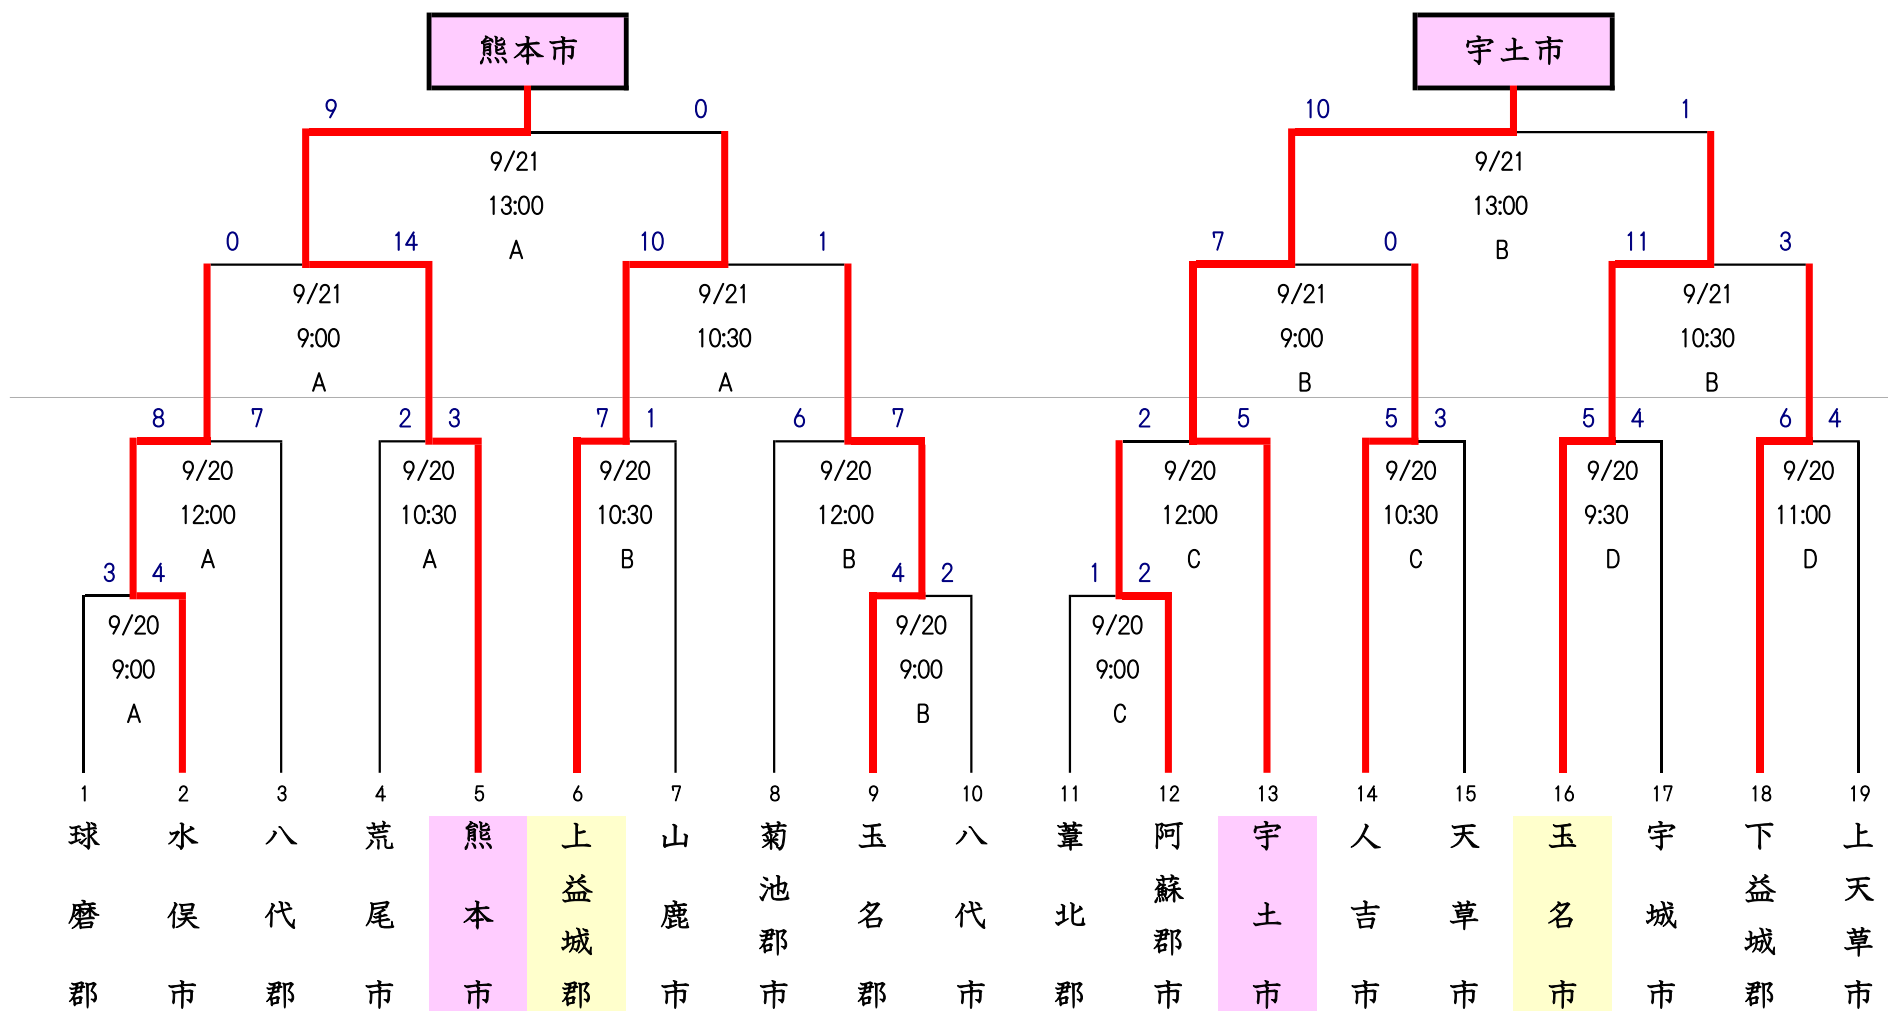 熊本市 宇土市
9 0 10 1
9/21 9/21
13:00 13:00
A B
0 14 10 1 7 0 11 3
9/21 9/21 9/21 9/21
9:00 10:30 9:00 10:30
A A B B
8 7 2 3 7 1 6 7 2 5 5 3 5 4 6 4
9/20 9/20 9/20 9/20 9/20 9/20 9/20 9/20
12:00 10:30 10:30 12:00 12:00 10:30 9:30 11:00
A A B B C C D D
3 4 4 2 1 2
9/20 9/20 9/20
9:00 9:00 9:00
A B C
1 2 3 4 5 6 7 8 9 10 11 12 13 14 15 16 17 18 19
球磨郡
水俣市
八代郡
荒尾市
熊本市
上益城郡
山鹿市
菊池郡市
玉名郡
八代市
葦北郡
阿蘇郡市
宇土市
人吉市
天草市
玉名市
宇城市
下益城郡
上天草市